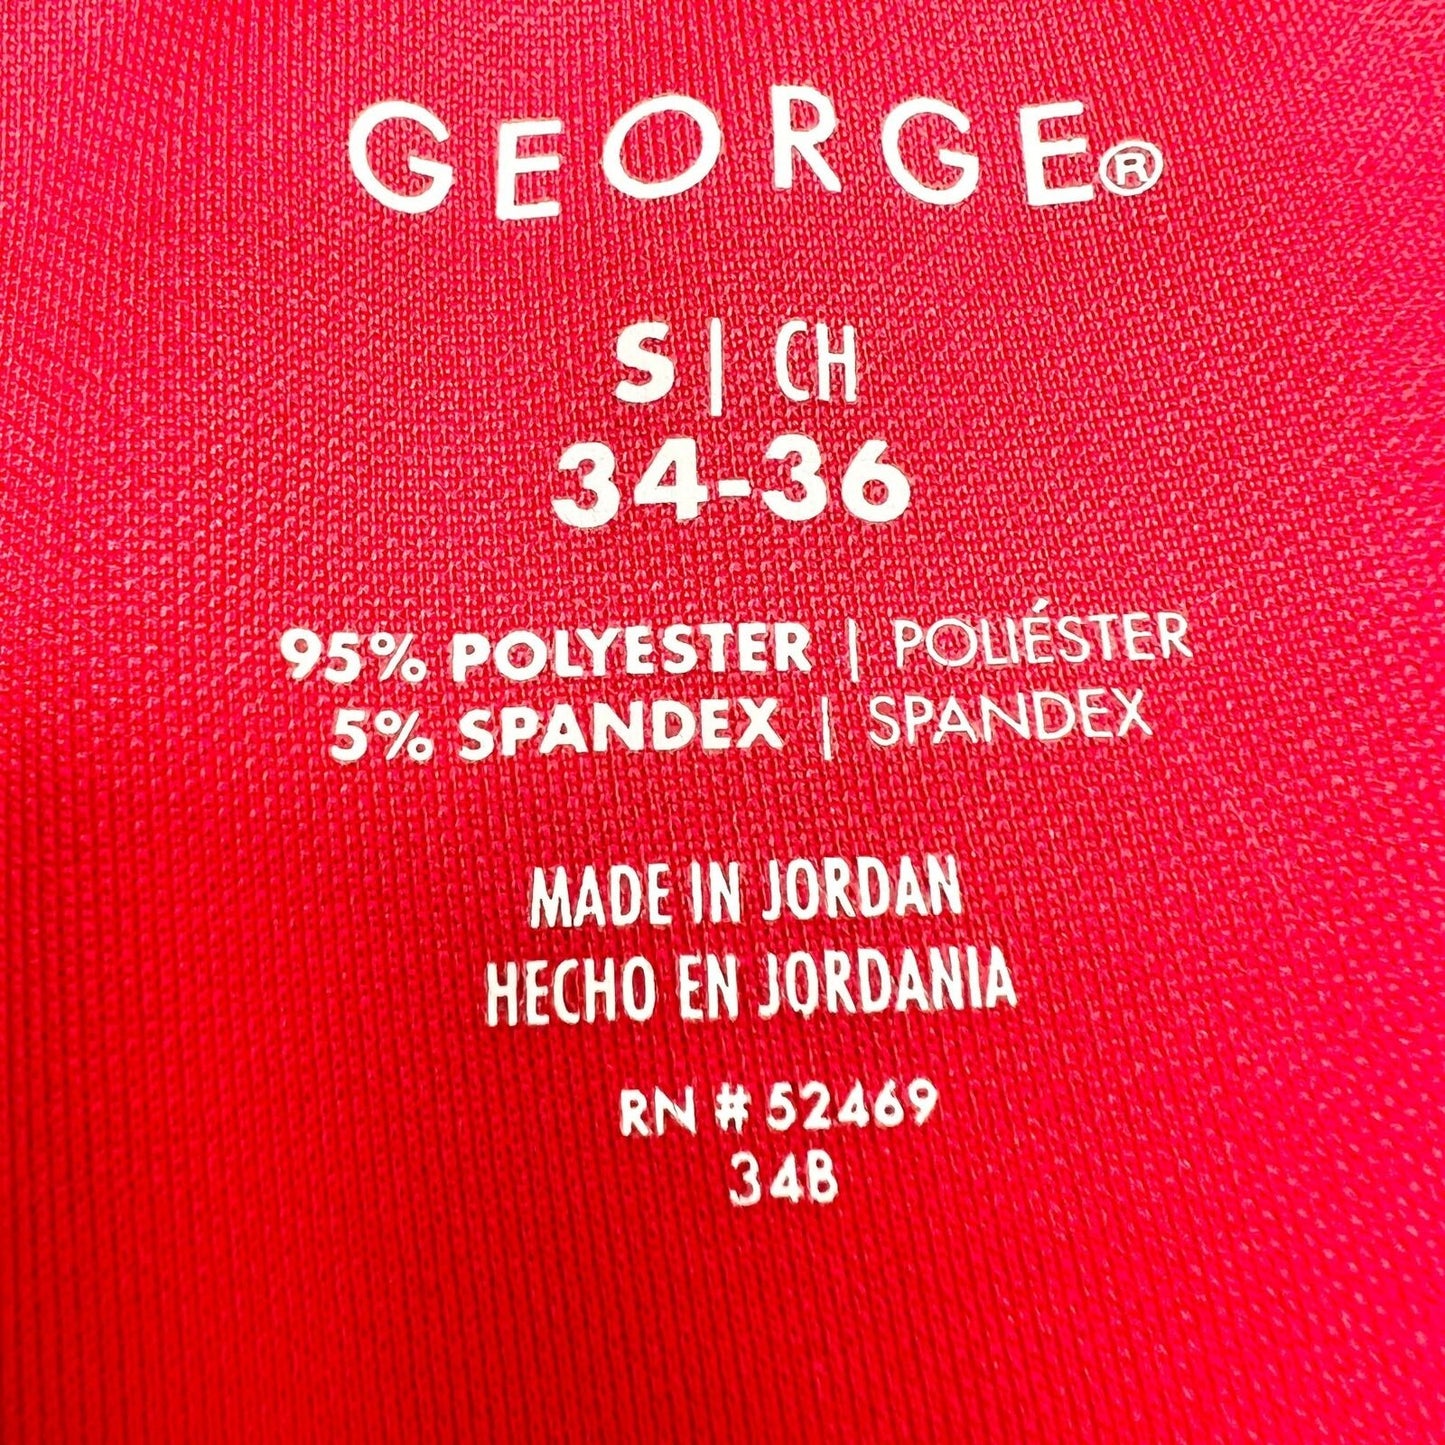 GEORGE®
S | CH
34-36
95% POLYESTER | POLIÉSTER
5% SPANDEX | SPANDEX
MADE IN JORDAN
HECHO EN JORDANIA
RN # 52469
34B